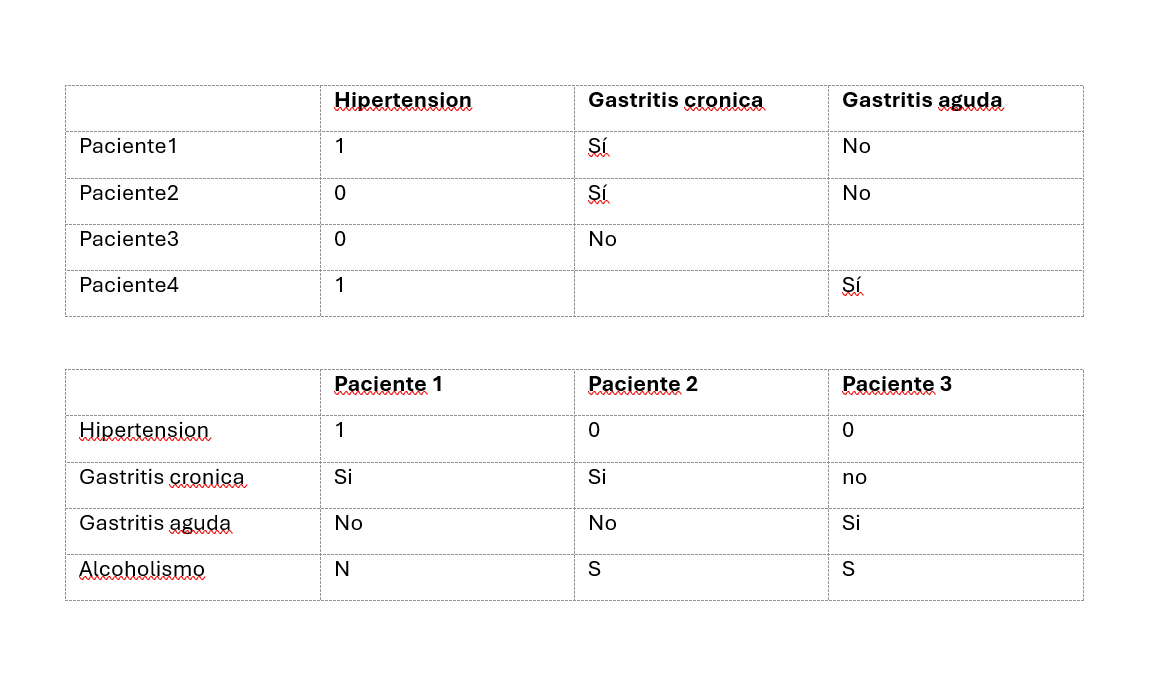 Hipertension Gastritis cronica Gastritis aguda
Paciente1 1 Sí No
Paciente2 0 Sí No
Paciente3 0 No
Paciente4 1 Sí
Paciente 1 Paciente 2 Paciente 3
Hipertension 1 0 0
Gastritis cronica Si Si no
Gastritis aguda No No Si
Alcoholismo N S S